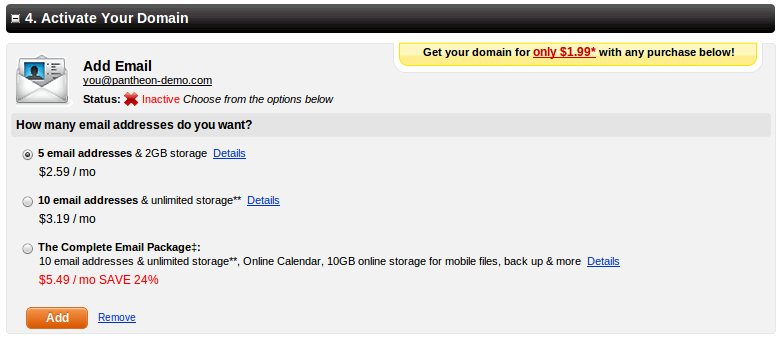 4. Activate Your Domain
Get your domain for only $1.99* with any purchase below!
Add Email
you@pantheon-demo.com
Status: Inactive Choose from the options below
How many email addresses do you want?
5 email addresses & 2GB storage Details
$2.59 / mo
10 email addresses & unlimited storage** Details
$3.19 / mo
The Complete Email Package‡:
10 email addresses & unlimited storage**, Online Calendar, 10GB online storage for mobile files, back up & more Details
$5.49 / mo SAVE 24%
Add Remove